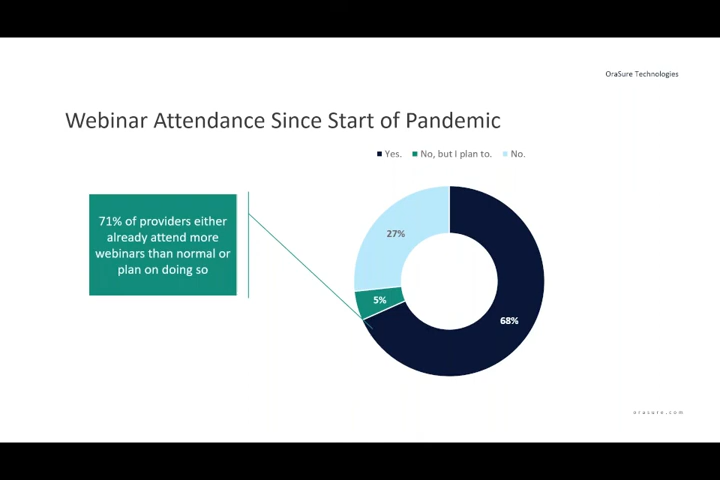 OraSure Technologies
Webinar Attendance Since Start of Pandemic
Yes. No, but I plan to. No.
71% of providers either
already attend more
webinars than normal or
plan on doing so
27%
5%
68%
orasure.com